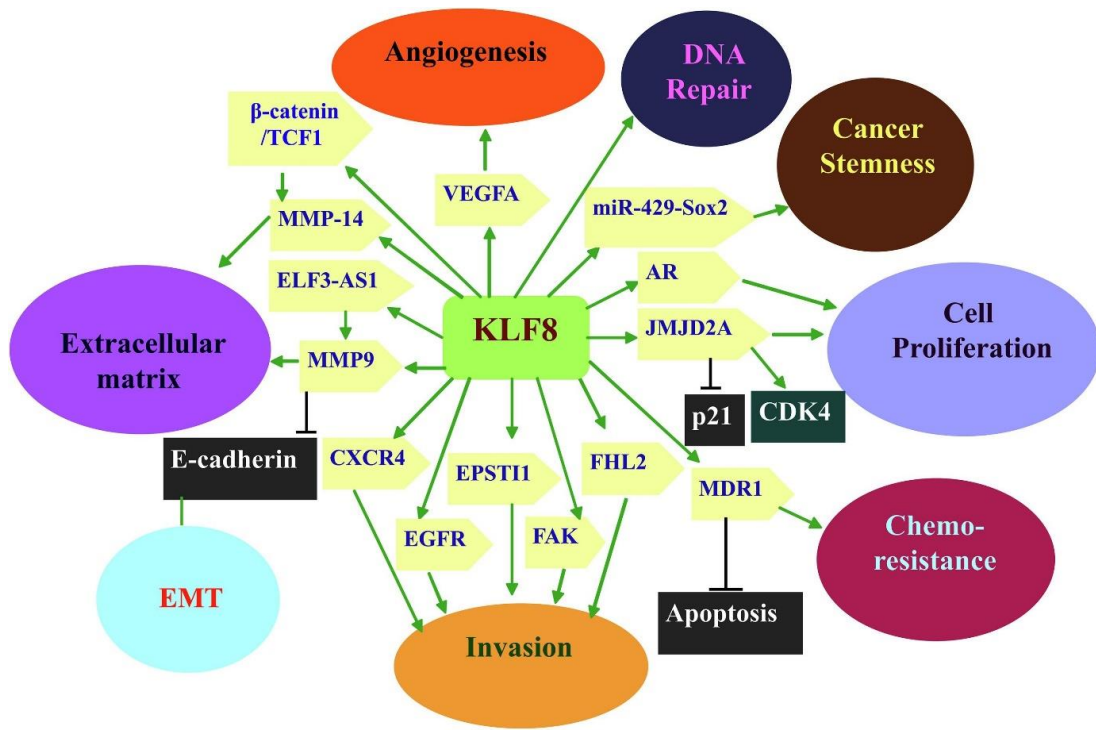 Angiogenesis
DNA
Repair
β-catenin
/TCF1
Cancer
Stemness
VEGFA
miR-429-Sox2
MMP-14
ELF3-AS1
AR
KLF8
JMJD2A
Cell
Proliferation
Extracellular
matrix
MMP9
p21
CDK4
E-cadherin
CXCR4
EPSTI1
FHL2
MDR1
EGFR
FAK
Chemo-
resistance
EMT
Apoptosis
Invasion